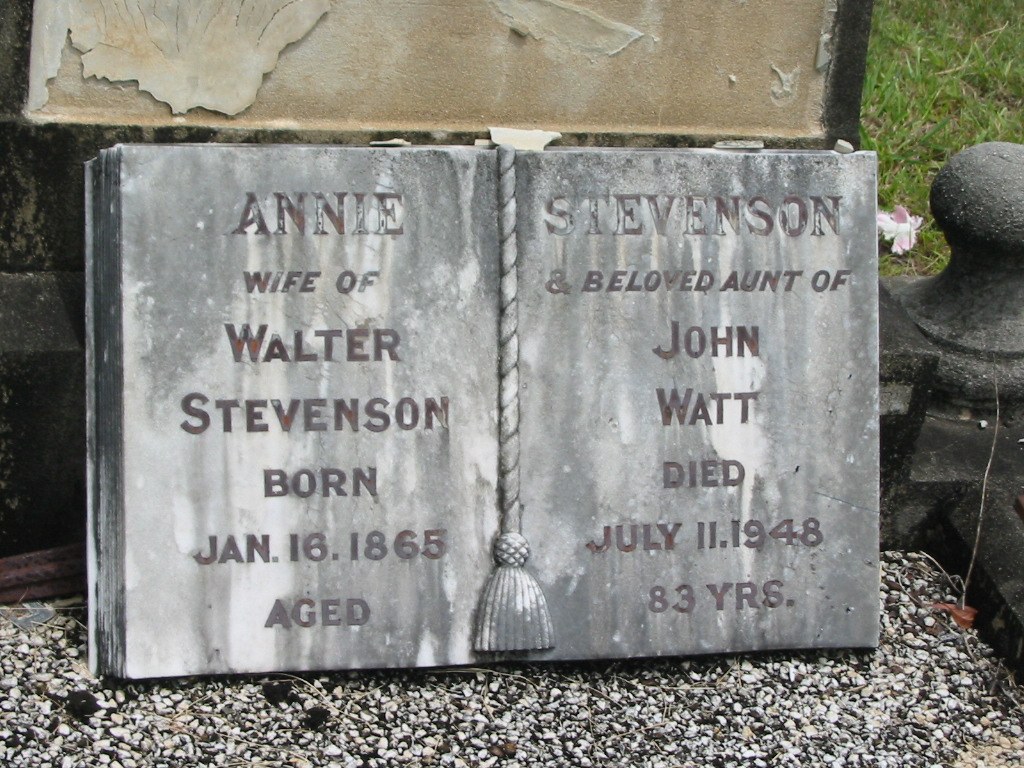 ANNIE STEVENSON
WIFE OF & BELOVED AUNT OF
WALTER JOHN
STEVENSON WATT
BORN DIED
JAN. 16. 1865 JULY 11. 1948
AGED 83 YRS.